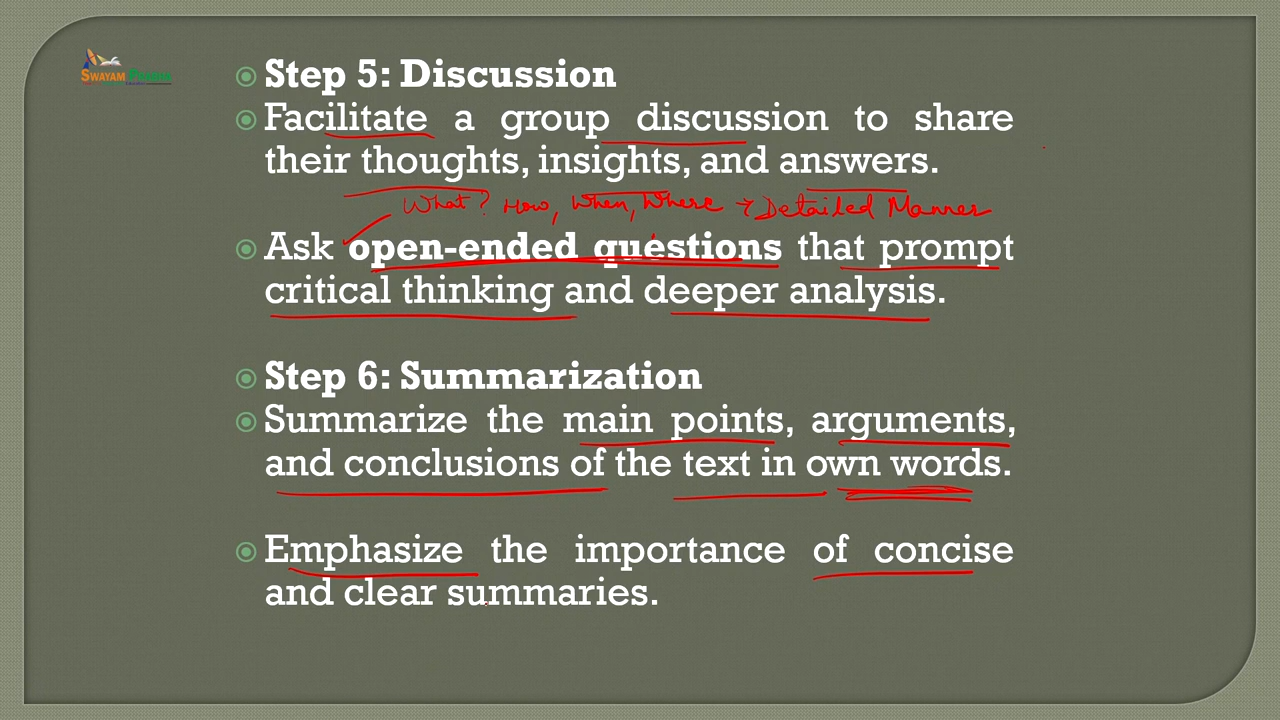 SWAYAM PRABHA
Step 5: Discussion
Facilitate a group discussion to share
their thoughts, insights, and answers.
What? How, When, Where → Detailed Manner
Ask open-ended questions that prompt
critical thinking and deeper analysis.
Step 6: Summarization
Summarize the main points, arguments,
and conclusions of the text in own words.
Emphasize the importance of concise
and clear summaries.